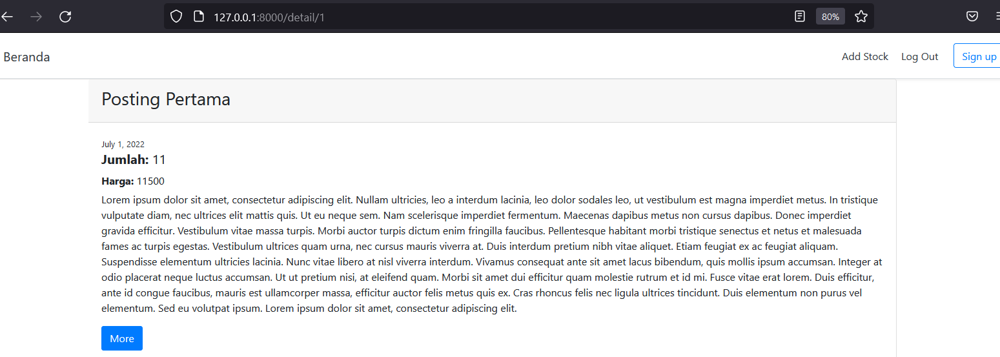 127.0.0.1:8000/detail/1
80%
Beranda
Add Stock
Log Out
Sign up
Posting Pertama
July 1, 2022
Jumlah: 11
Harga: 11500
Lorem ipsum dolor sit amet, consectetur adipiscing elit. Nullam ultricies, leo a interdum lacinia, leo dolor sodales leo, ut vestibulum est magna imperdiet metus. In tristique
vulputate diam, nec ultrices elit mattis quis. Ut eu neque sem. Nam scelerisque imperdiet fermentum. Maecenas dapibus metus non cursus dapibus. Donec imperdiet
gravida efficitur. Vestibulum vitae massa turpis. Morbi auctor turpis dictum enim fringilla faucibus. Pellentesque habitant morbi tristique senectus et netus et malesuada
fames ac turpis egestas. Vestibulum ultrices quam urna, nec cursus mauris viverra at. Duis interdum pretium nibh vitae aliquet. Etiam feugiat ex ac feugiat aliquam.
Suspendisse elementum ultricies lacinia. Nunc vitae libero at nisl viverra interdum. Vivamus consequat ante sit amet lacus bibendum, quis mollis ipsum accumsan. Integer at
odio placerat neque luctus accumsan. Ut ut pretium nisi, at eleifend quam. Morbi sit amet dui efficitur quam molestie rutrum et id mi. Fusce vitae erat lorem. Duis efficitur,
ante id congue faucibus, mauris est ullamcorper massa, efficitur auctor felis metus quis ex. Cras rhoncus felis nec ligula ultrices tincidunt. Duis elementum non purus vel
elementum. Sed eu volutpat ipsum. Lorem ipsum dolor sit amet, consectetur adipiscing elit.
More